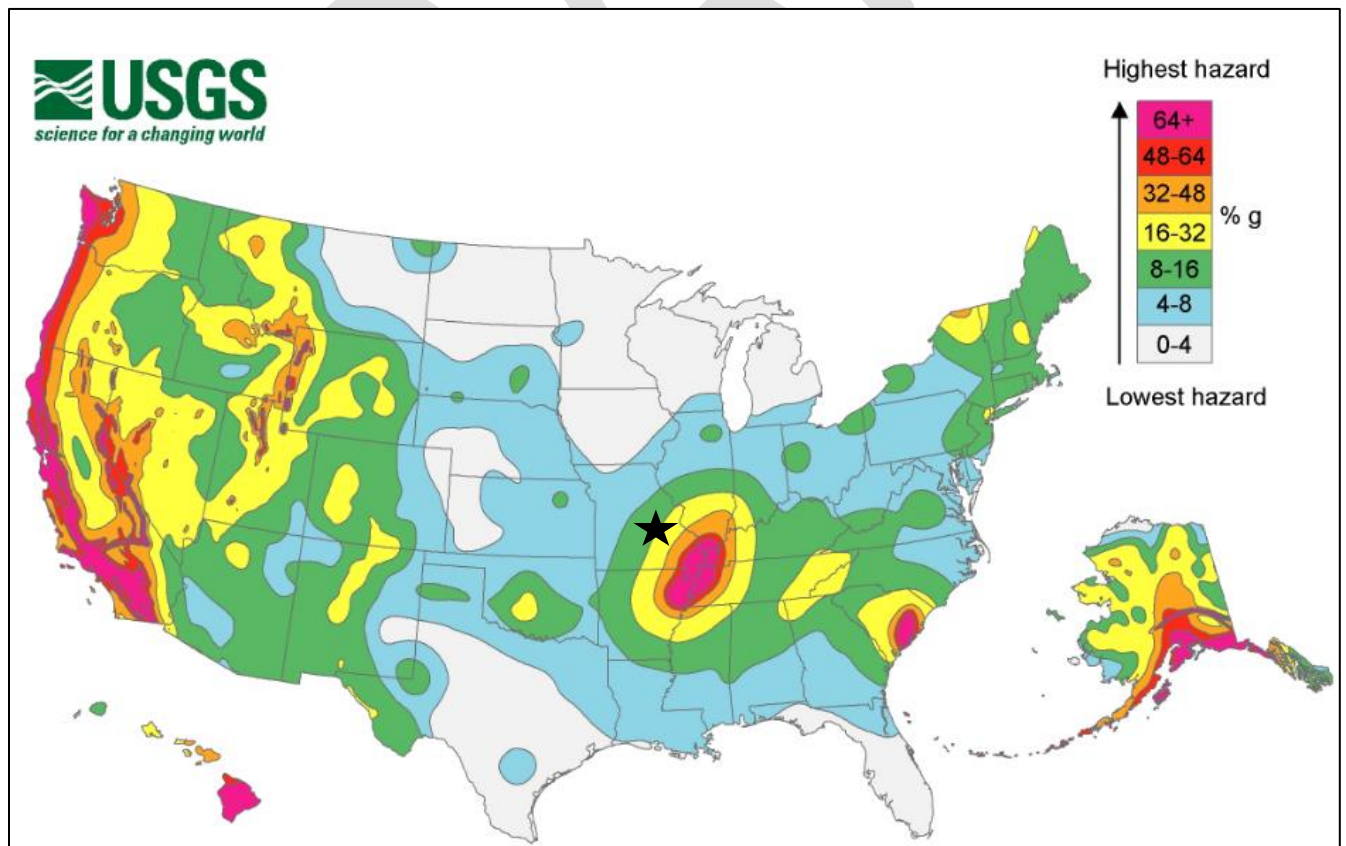 USGS
science for a changing world
Highest hazard
64+
48-64
32-48
16-32
8-16
4-8
0-4
% g
Lowest hazard